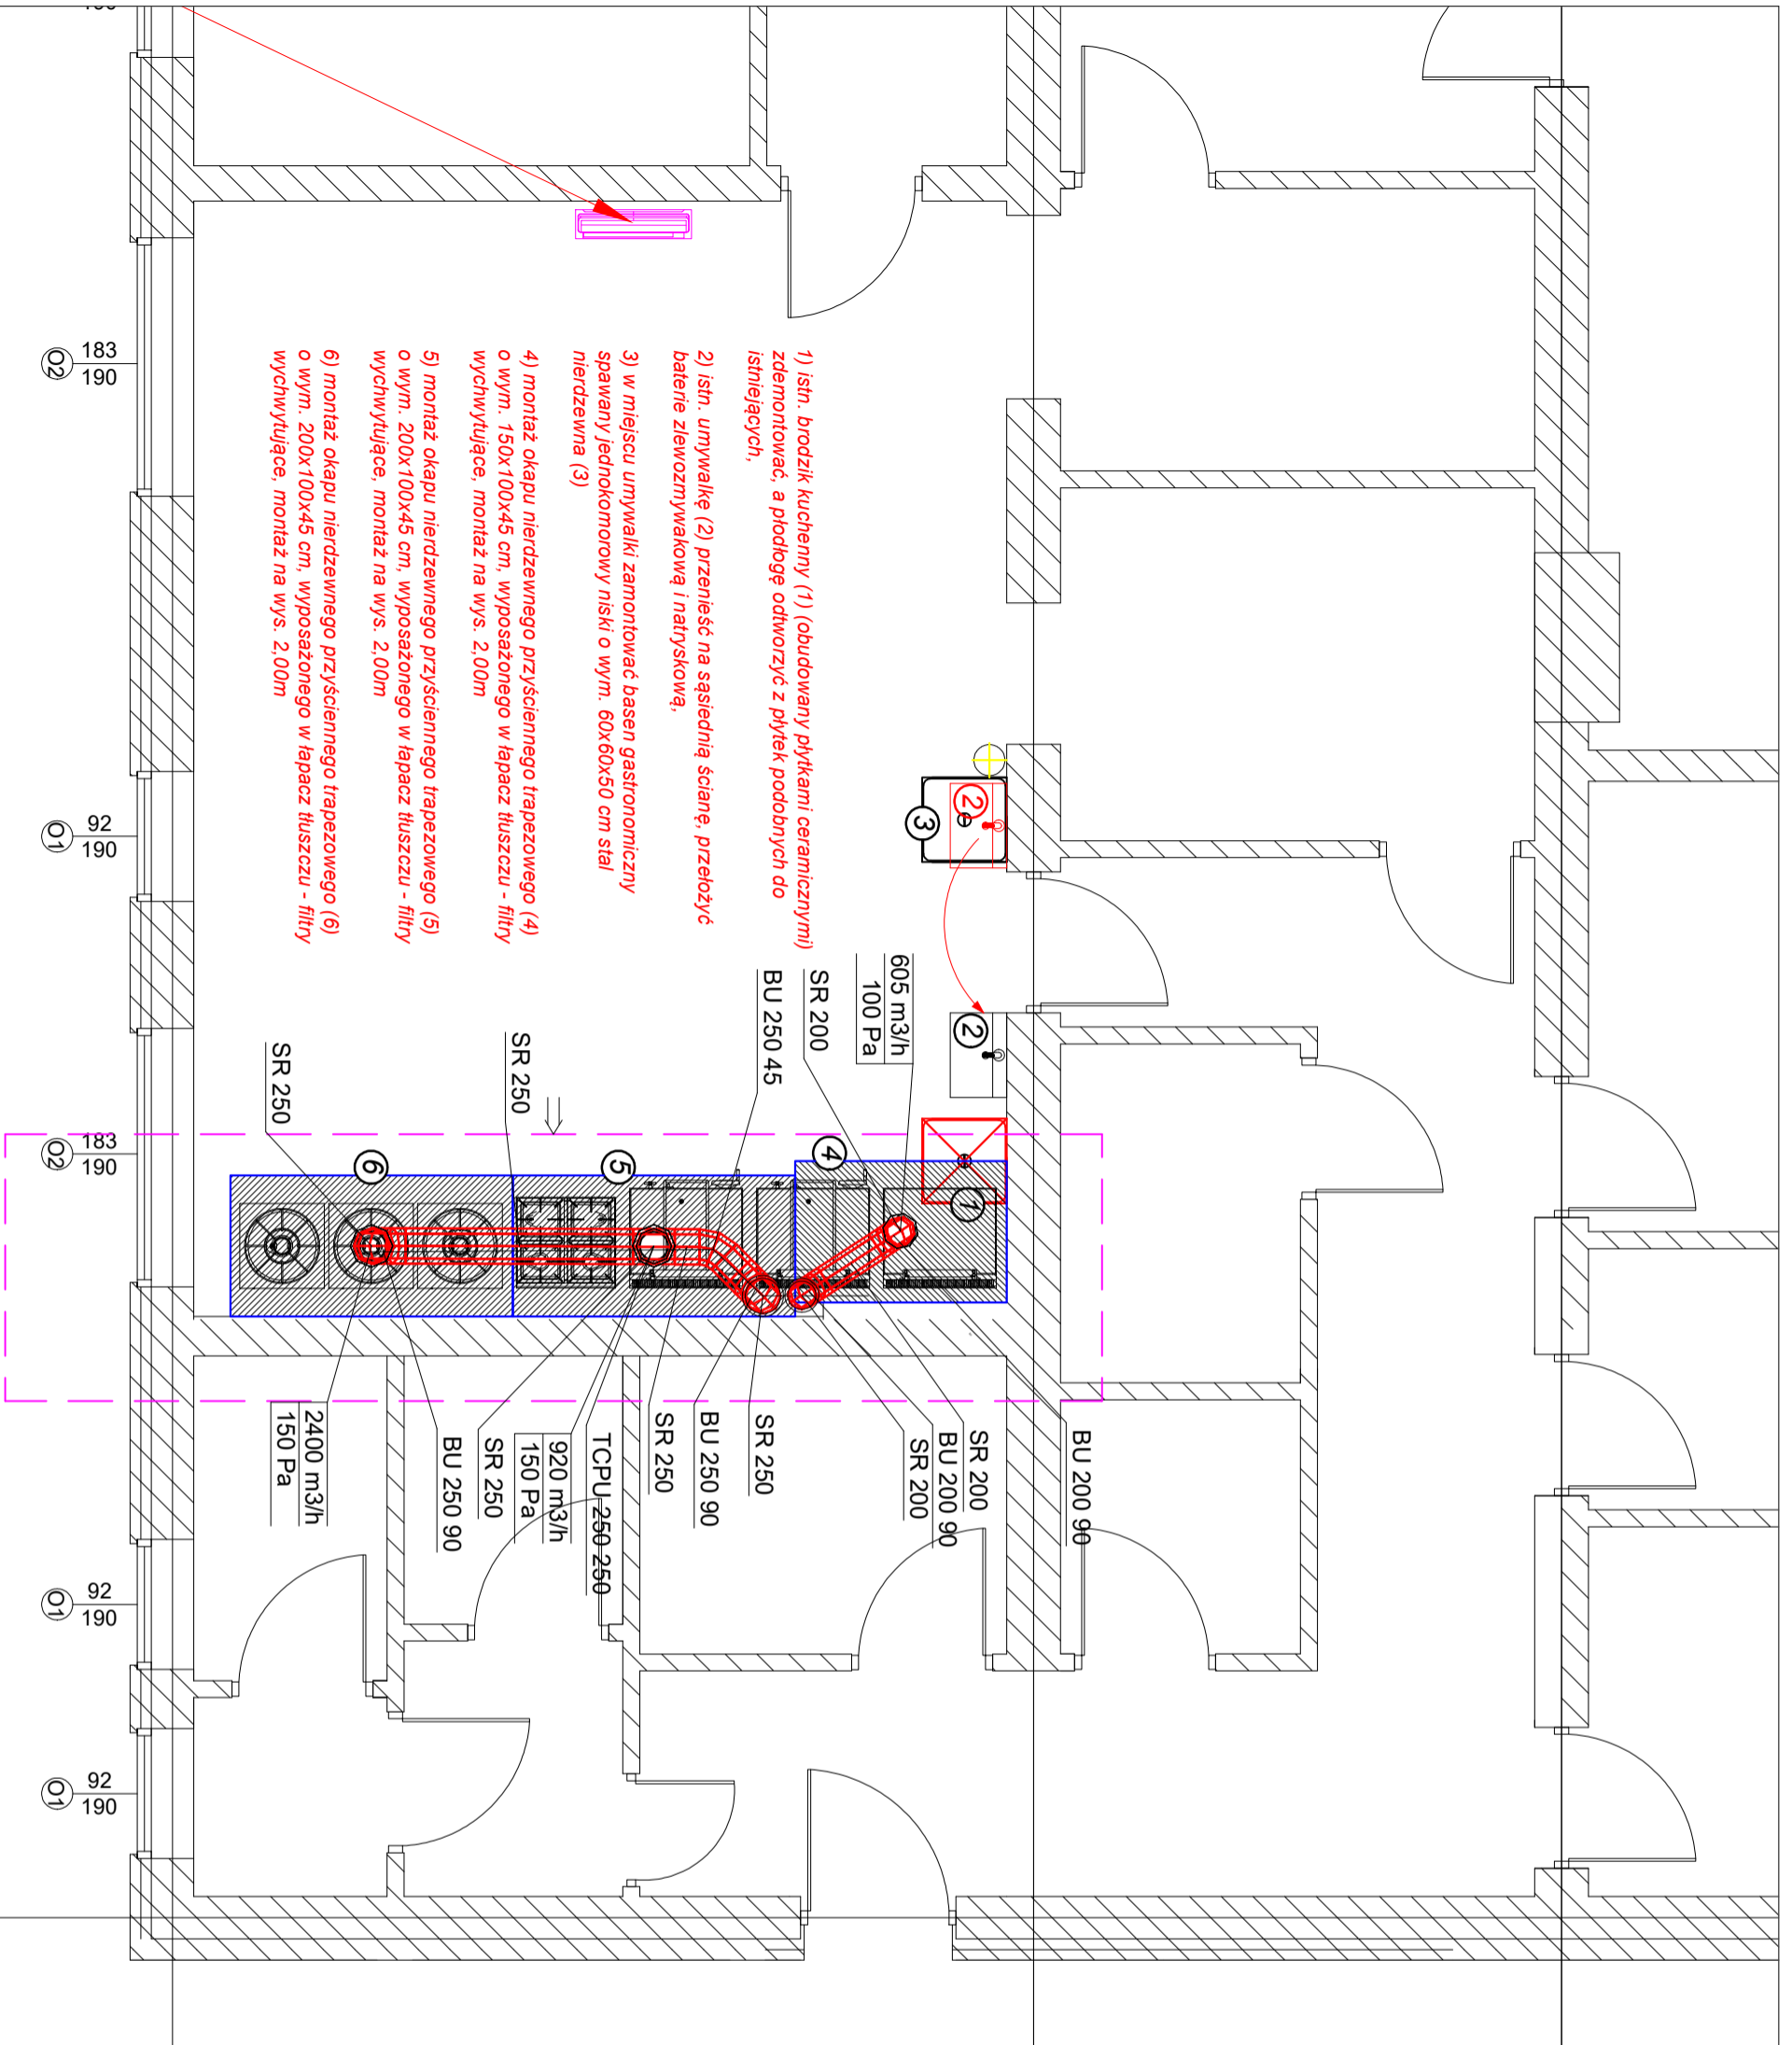 1) istn. brodzik kuchenny (1) (obudowany płytkami ceramicznymi)
zdemontować, a płodłogę odtworzyć z płytek podobnych do
istniejących,
2) istn. umywalkę (2) przenieść na sąsiednią ścianę, przełożyć
baterie zlewozmywakową i natryskową,
3) w miejscu umywalki zamontować basen gastronomiczny
spawany jednokomorowy niski o wym. 60x60x50 cm stal
nierdzewna (3)
4) montaż okapu nierdzewnego przyściennego trapezowego (4)
o wym. 150x100x45 cm, wyposażonego w łapacz tłuszczu - filtry
wychwytujące, montaż na wys. 2,00m
5) montaż okapu nierdzewnego przyściennego trapezowego (5)
o wym. 200x100x45 cm, wyposażonego w łapacz tłuszczu - filtry
wychwytujące, montaż na wys. 2,00m
6) montaż okapu nierdzewnego przyściennego trapezowego (6)
o wym. 200x100x45 cm, wyposażonego w łapacz tłuszczu - filtry
wychwytujące, montaż na wys. 2,00m
2
3
2
1
4
5
6
605 m3/h
100 Pa
SR 200
BU 250 45
SR 250
SR 250
BU 200 90
SR 200
BU 200 90
SR 200
SR 250
BU 250 90
SR 250
TCPU 250 250
920 m3/h
150 Pa
SR 250
BU 250 90
2400 m3/h
150 Pa
183
190
O2
92
190
O1
183
190
O2
92
190
O1
92
190
O1